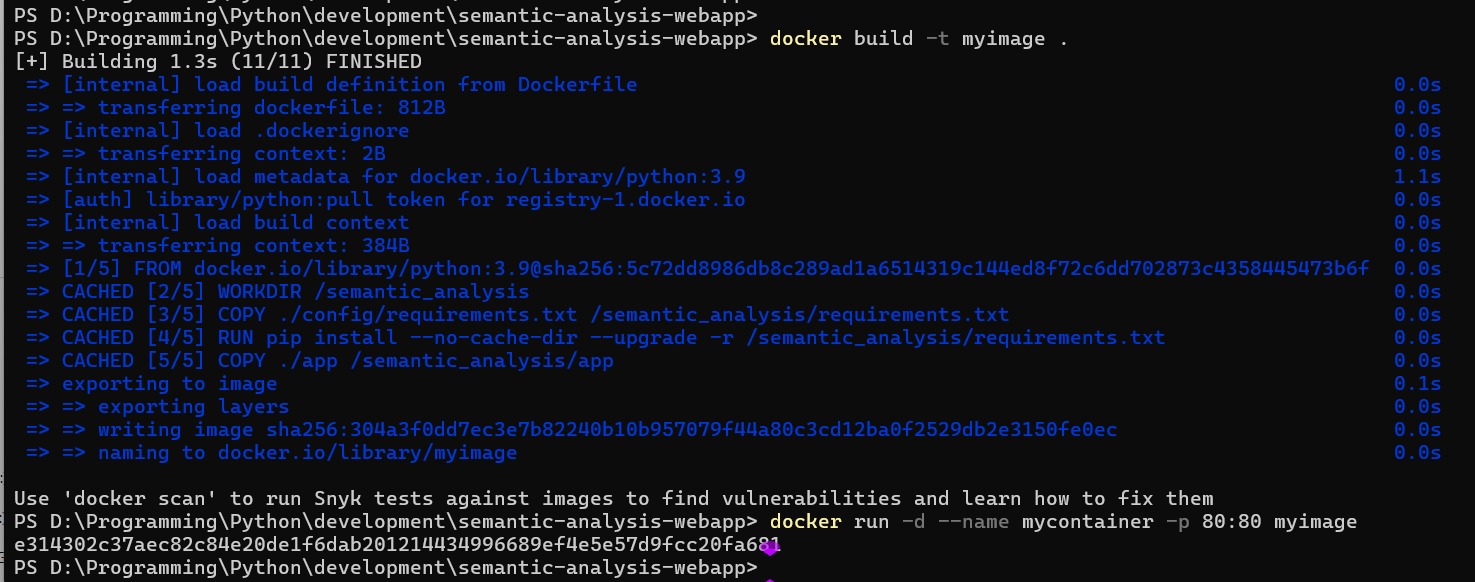 PS D:\Programming\Python\development\semantic-analysis-webapp>
PS D:\Programming\Python\development\semantic-analysis-webapp> docker build -t myimage .
[+] Building 1.3s (11/11) FINISHED
=> [internal] load build definition from Dockerfile 0.0s
=> => transferring dockerfile: 812B 0.0s
=> [internal] load .dockerignore 0.0s
=> => transferring context: 2B 0.0s
=> [internal] load metadata for docker.io/library/python:3.9 1.1s
=> [auth] library/python:pull token for registry-1.docker.io 0.0s
=> [internal] load build context 0.0s
=> => transferring context: 384B 0.0s
=> [1/5] FROM docker.io/library/python:3.9@sha256:5c72dd8986db8c289ad1a6514319c144ed8f72c6dd702873c4358445473b6f 0.0s
=> CACHED [2/5] WORKDIR /semantic_analysis 0.0s
=> CACHED [3/5] COPY ./config/requirements.txt /semantic_analysis/requirements.txt 0.0s
=> CACHED [4/5] RUN pip install --no-cache-dir --upgrade -r /semantic_analysis/requirements.txt 0.0s
=> CACHED [5/5] COPY ./app /semantic_analysis/app 0.0s
=> exporting to image 0.1s
=> => exporting layers 0.0s
=> => writing image sha256:304a3f0dd7ec3e7b82240b10b957079f44a80c3cd12ba0f2529db2e3150fe0ec 0.0s
=> => naming to docker.io/library/myimage 0.0s
Use 'docker scan' to run Snyk tests against images to find vulnerabilities and learn how to fix them
PS D:\Programming\Python\development\semantic-analysis-webapp> docker run -d --name mycontainer -p 80:80 myimage
e314302c37aec82c84e20de1f6dab201214434996689ef4e5e57d9fcc20fa681
PS D:\Programming\Python\development\semantic-analysis-webapp>